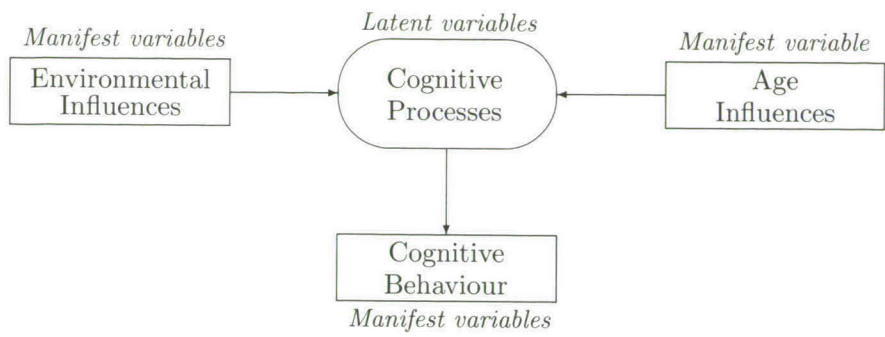 Latent variables
Manifest variables
Manifest variable
Environmental
Influences
Cognitive
Processes
Age
Influences
Cognitive
Behaviour
Manifest variables